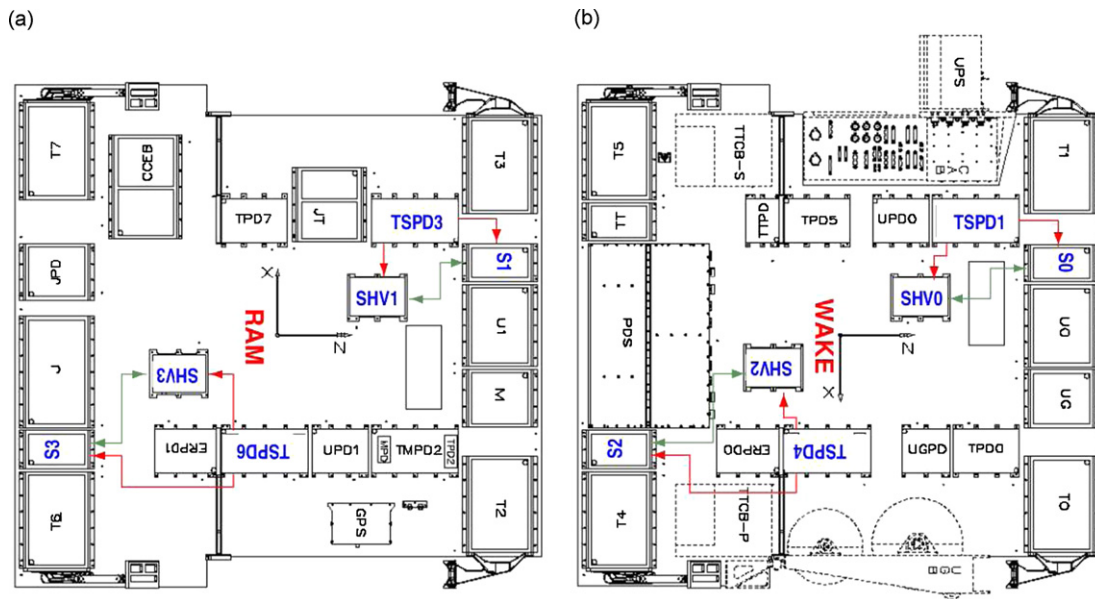 (a)
T7
CCEB
T3
TPD7
JT
TSPD3
S1
JPD
SHV1
X
Z
RAM
U1
J
SHV3
M
S3
ERPD1
TSPD6
UPD1
MPD
TMPD2
TPD2
T6
GPS
T2
(b)
UPS
T5
TTCB-S
CAB
T1
TT
TTPD
TPD5
UPD0
TSPD1
S0
SHV0
PDS
WAKE
Z
X
U0
SHV2
UG
S2
ERPD0
TSPD4
UGPD
TPD0
T4
TTCB-P
UGB
T0